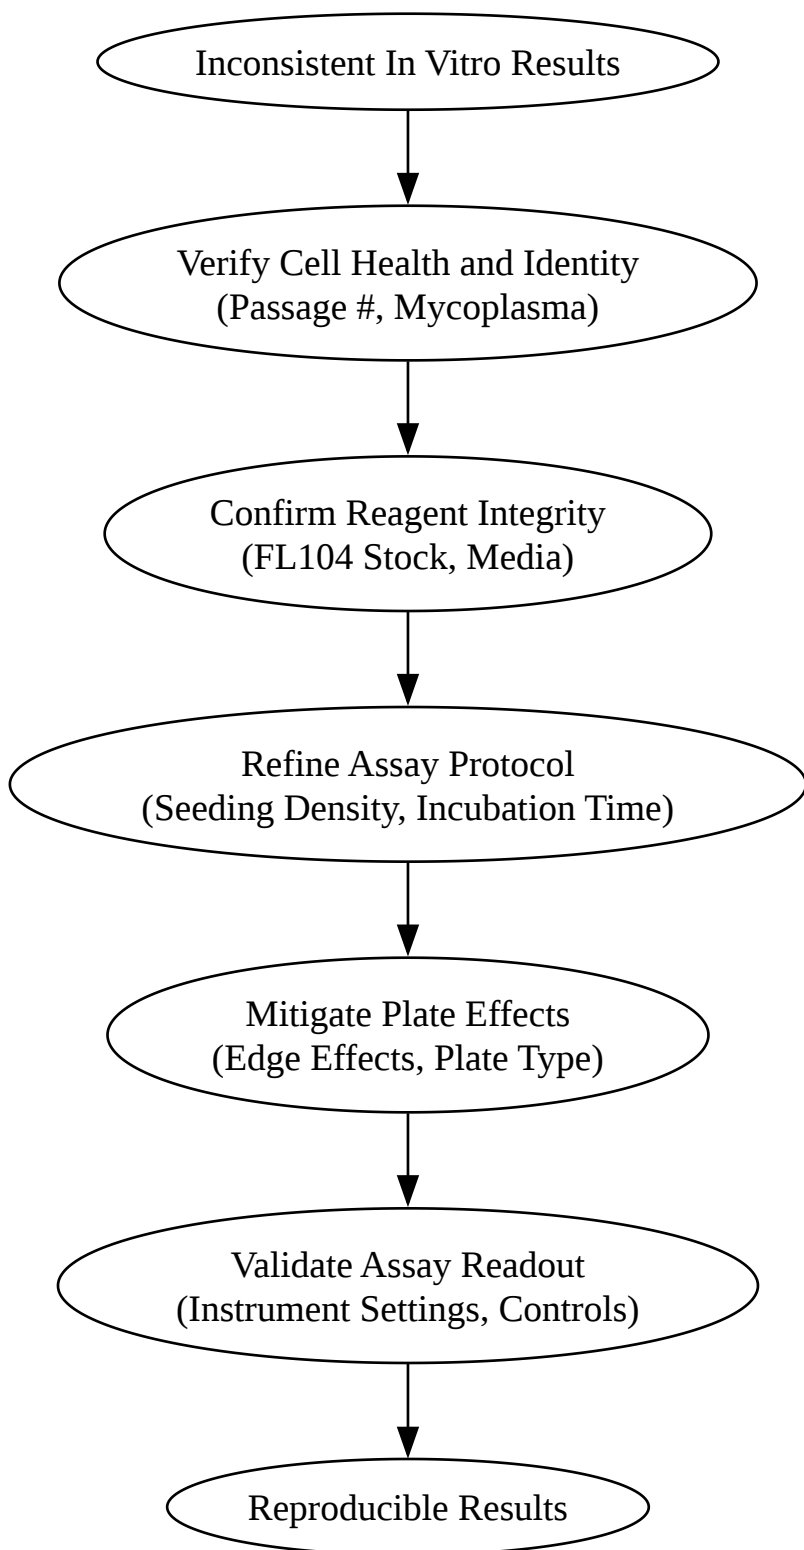 Inconsistent In Vitro Results
Verify Cell Health and Identity
(Passage #, Mycoplasma)
Confirm Reagent Integrity
(FL104 Stock, Media)
Refine Assay Protocol
(Seeding Density, Incubation Time)
Mitigate Plate Effects
(Edge Effects, Plate Type)
Validate Assay Readout
(Instrument Settings, Controls)
Reproducible Results